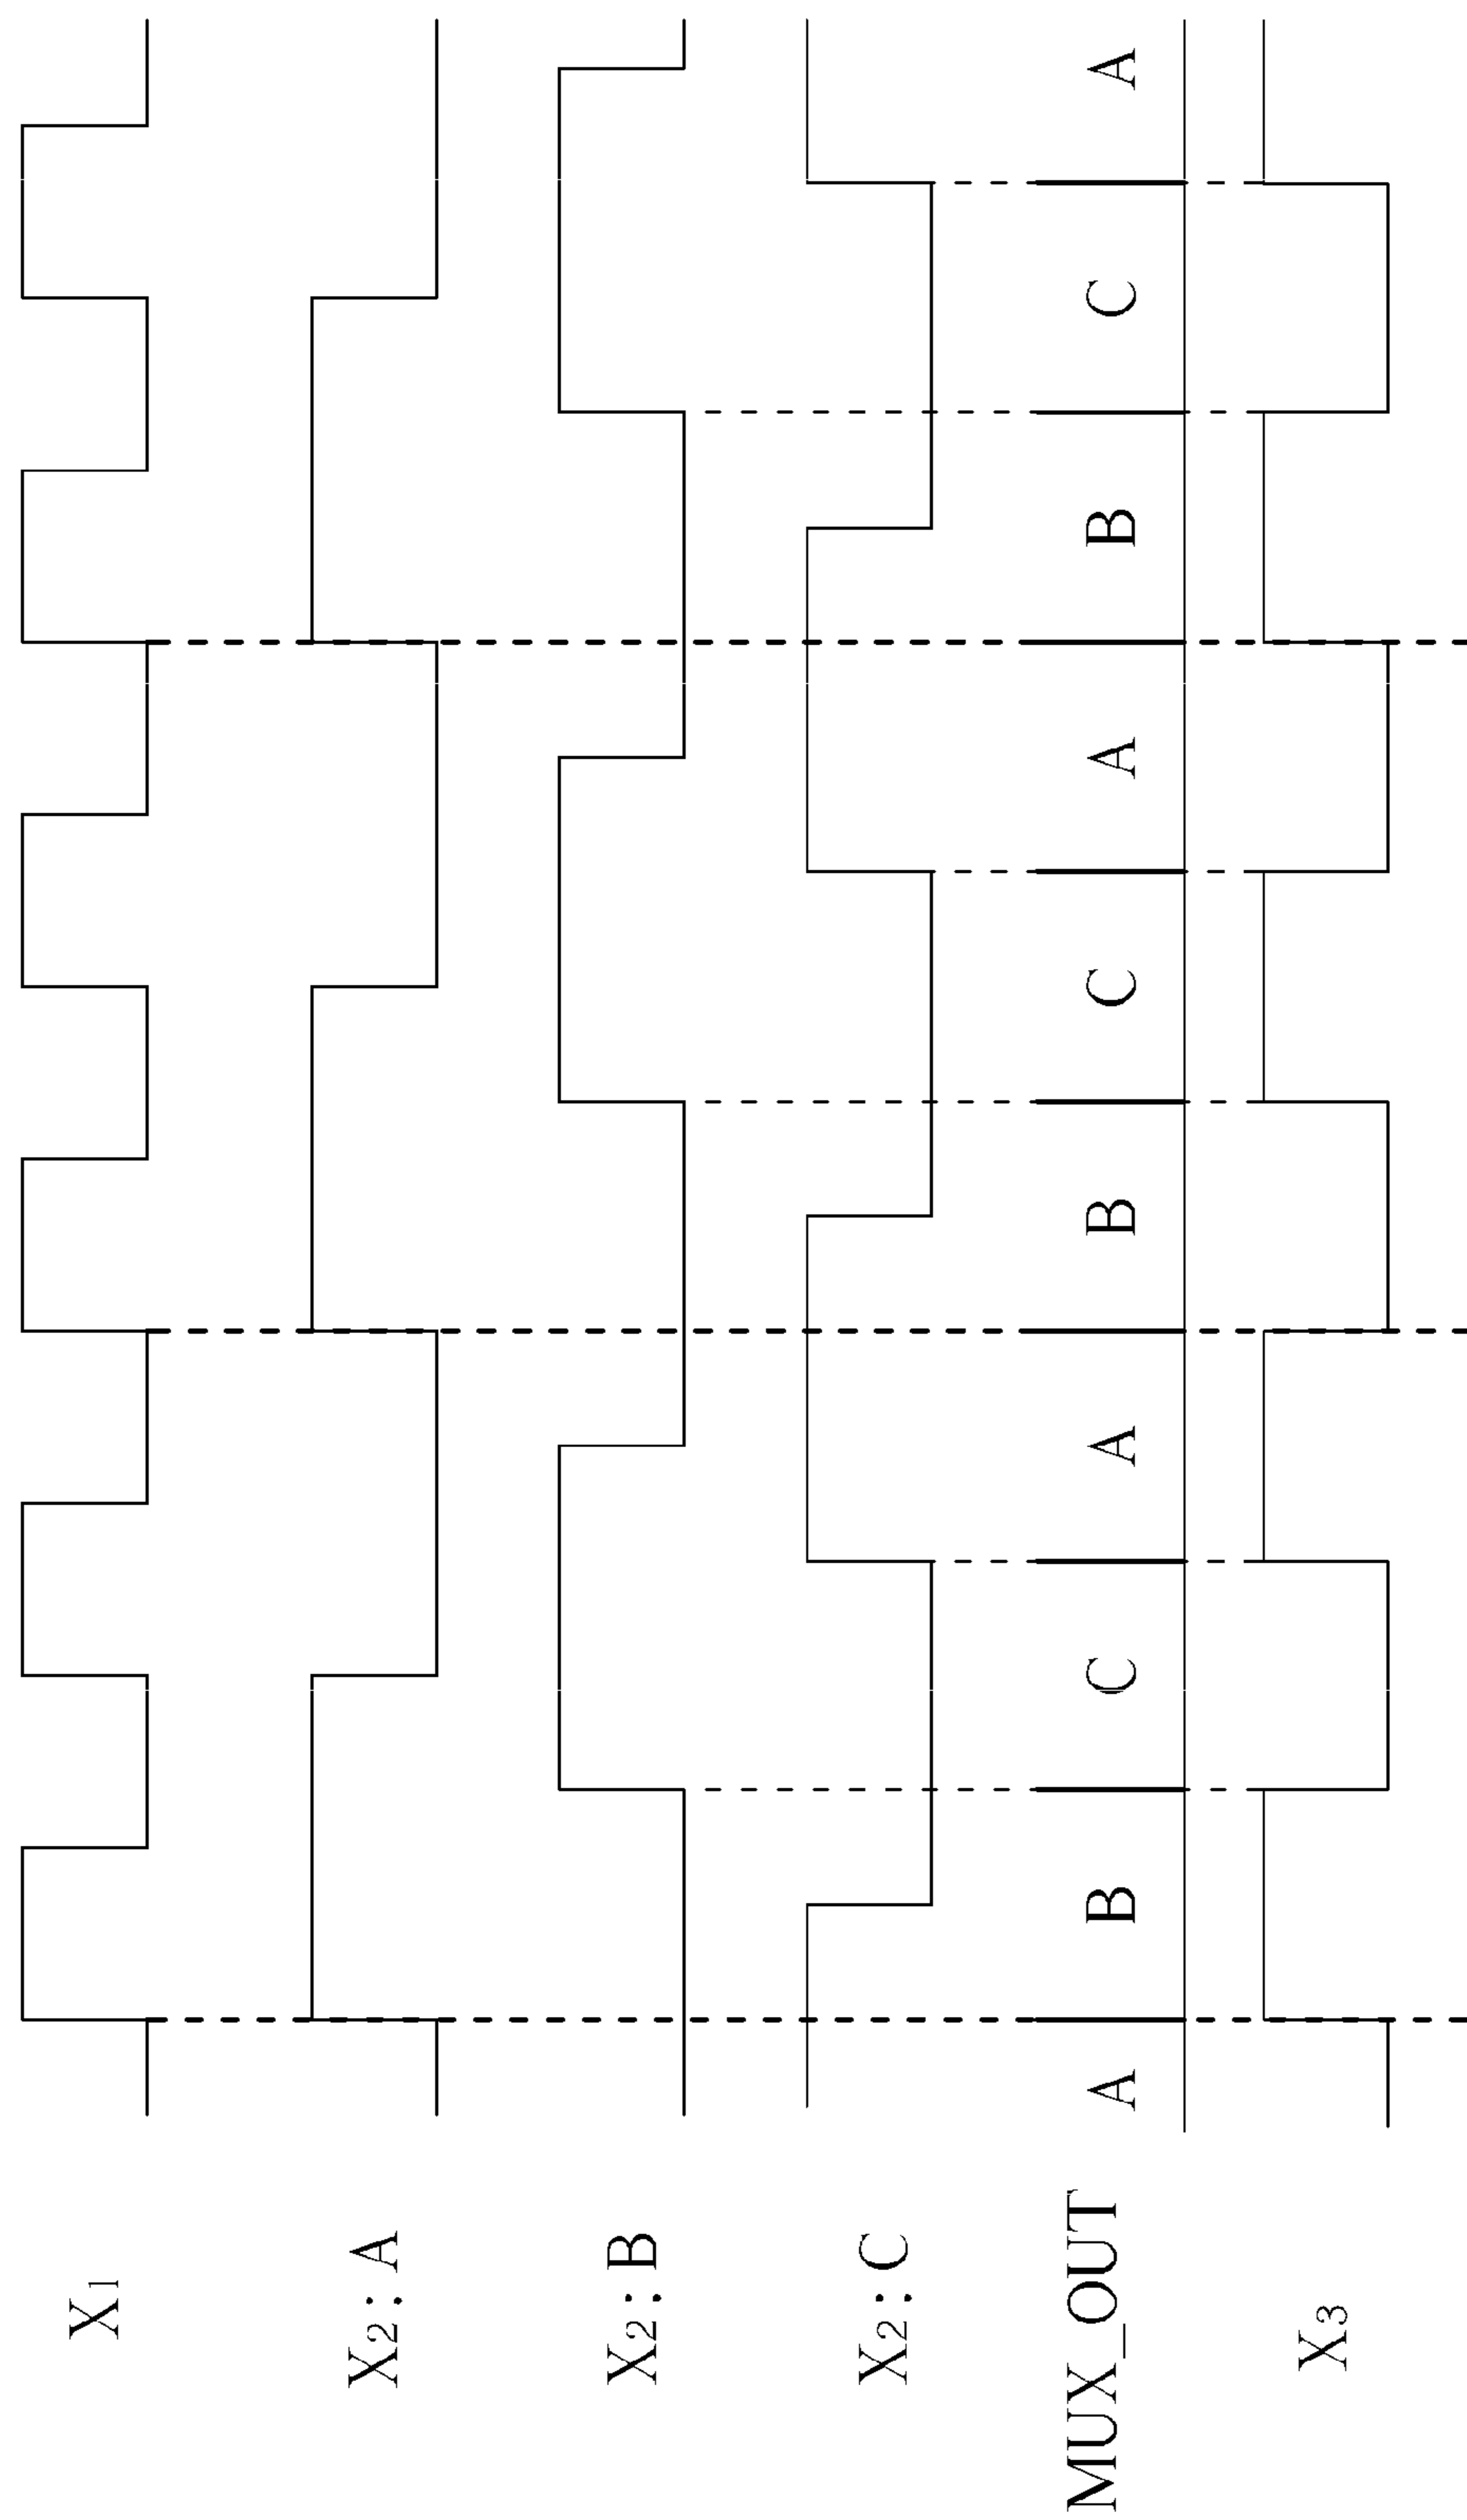 X1
X2: A
X2: B
X2: C
MUX_OUT A B C A B C A B C A
X3